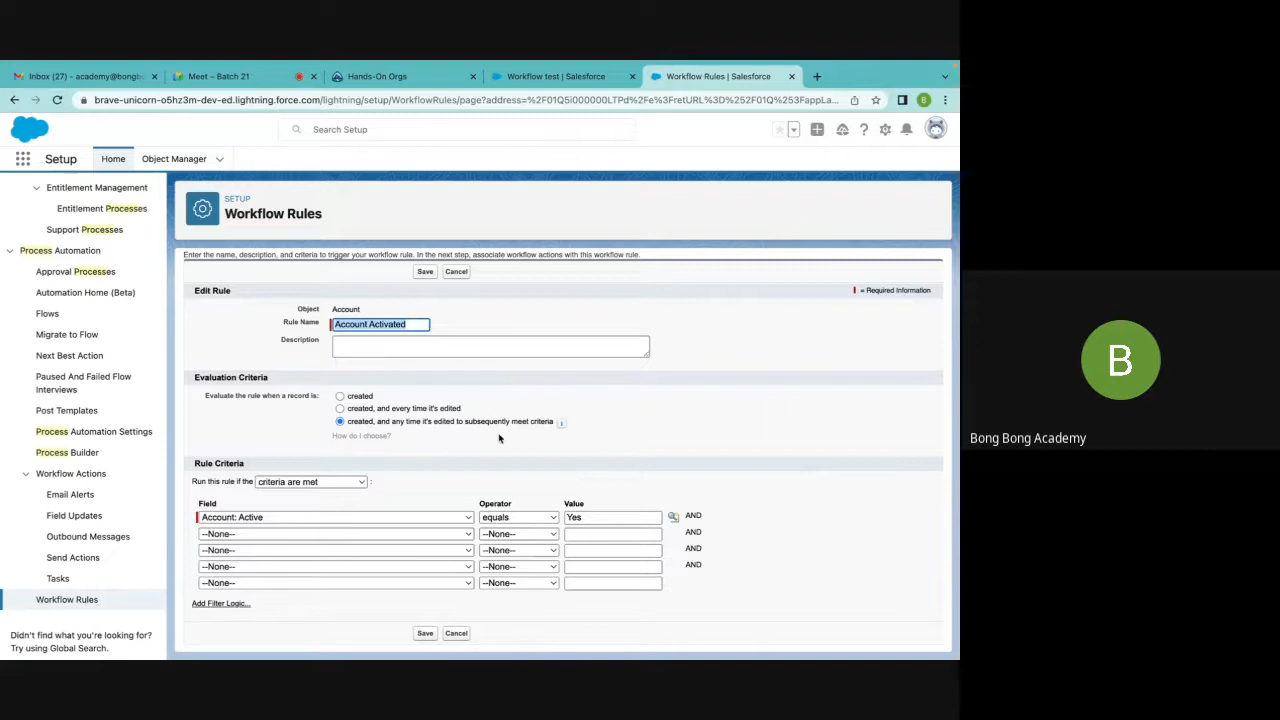 Inbox (27) - academy@bongb
Meet – Batch 21
Hands-On Orgs
Workflow test | Salesforce
Workflow Rules | Salesforce
brave-unicorn-o5hz3m-dev-ed.lightning.force.com/lightning/setup/WorkflowRules/page?address=%2F01Q5i000000LTPd%2Fe%3FretURL%3D%252F01Q%253FappLa...
B
Search Setup
Setup
Home
Object Manager
Entitlement Management
Entitlement Processes
Support Processes
Process Automation
Approval Processes
Automation Home (Beta)
Flows
Migrate to Flow
Next Best Action
Paused And Failed Flow
Interviews
Post Templates
Process Automation Settings
Process Builder
Workflow Actions
Email Alerts
Field Updates
Outbound Messages
Send Actions
Tasks
Workflow Rules
Didn't find what you're looking for?
Try using Global Search.
SETUP
Workflow Rules
Enter the name, description, and criteria to trigger your workflow rule. In the next step, associate workflow actions with this workflow rule.
Save Cancel
Edit Rule
= Required Information
Object Account
Rule Name Account Activated
Description
Evaluation Criteria
Evaluate the rule when a record is: created
created, and every time it's edited
created, and any time it's edited to subsequently meet criteria i
How do I choose?
Rule Criteria
Run this rule if the criteria are met :
Field Operator Value
Account: Active equals Yes AND
--None-- --None-- AND
--None-- --None-- AND
--None-- --None-- AND
--None-- --None--
Add Filter Logic...
Save Cancel
B
Bong Bong Academy